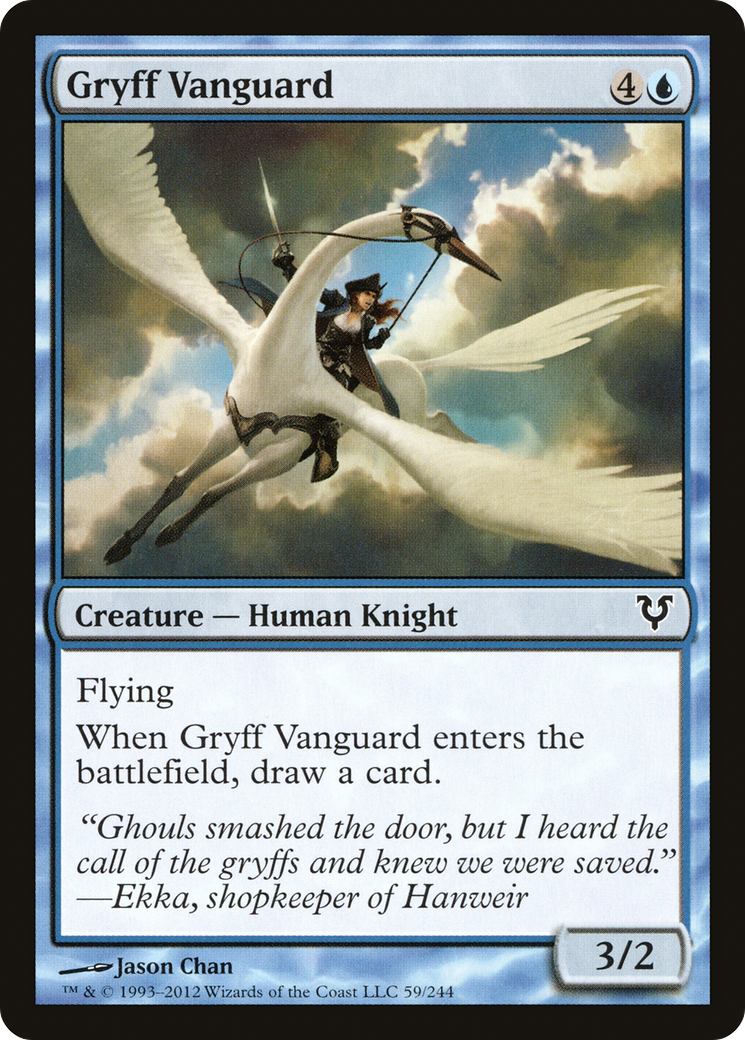 Gryff Vanguard 4
Creature — Human Knight
Flying
When Gryff Vanguard enters the
battlefield, draw a card.
“Ghouls smashed the door, but I heard the
call of the gryffs and knew we were saved.”
—Ekka, shopkeeper of Hanweir
3/2
Jason Chan
™ & © 1993–2012 Wizards of the Coast LLC 59/244